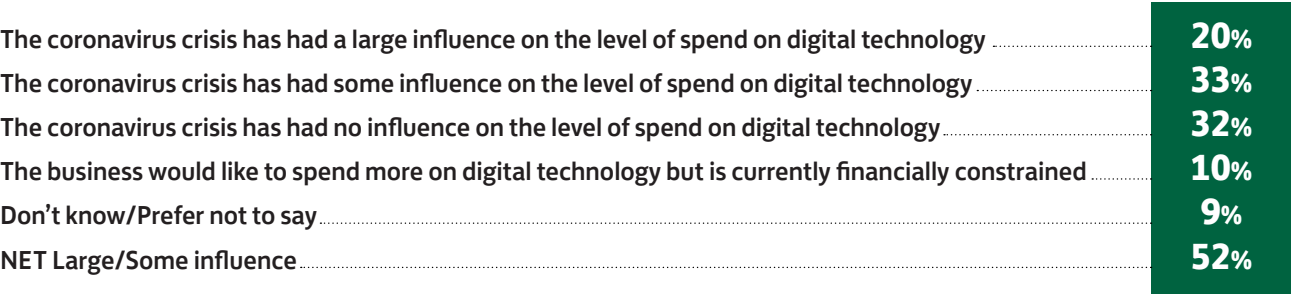 The coronavirus crisis has had a large influence on the level of spend on digital technology 20%
The coronavirus crisis has had some influence on the level of spend on digital technology 33%
The coronavirus crisis has had no influence on the level of spend on digital technology 32%
The business would like to spend more on digital technology but is currently financially constrained 10%
Don’t know/Prefer not to say 9%
NET Large/Some influence 52%